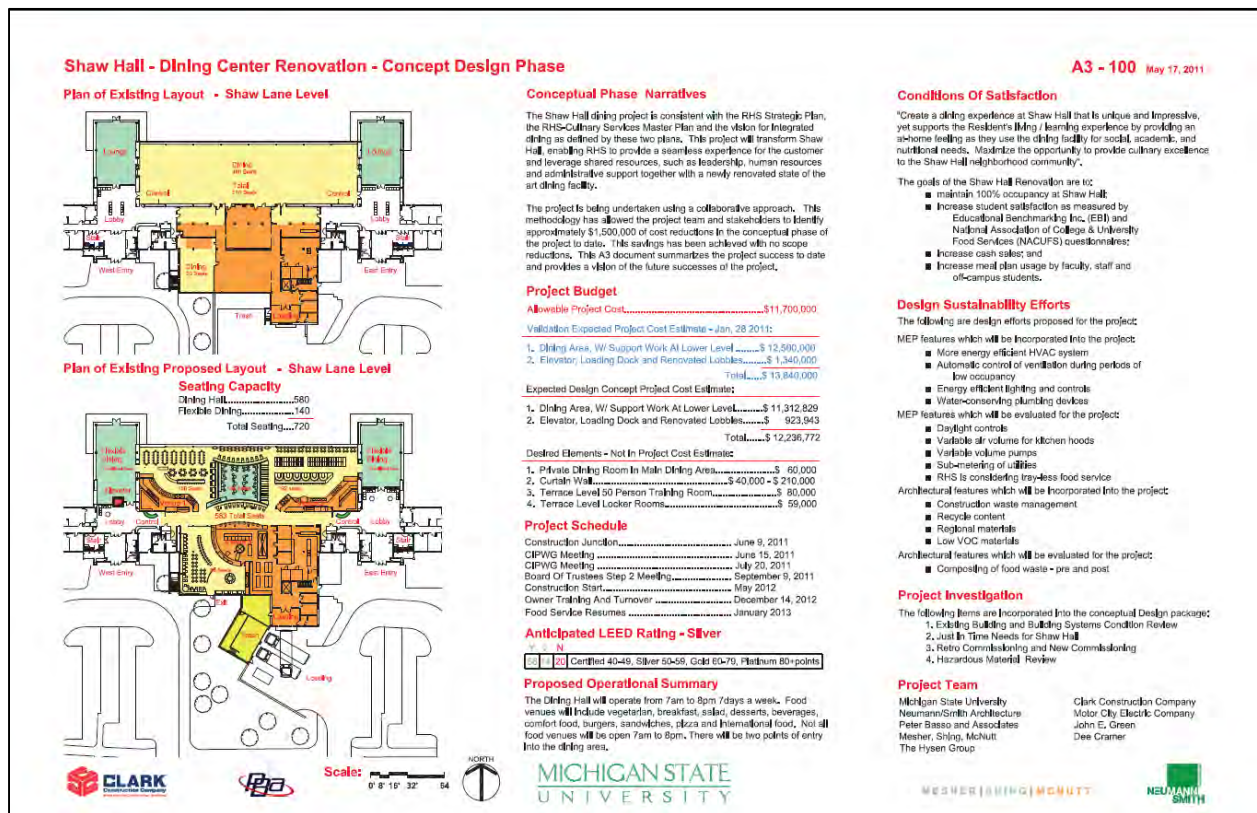 Shaw Hall - Dining Center Renovation - Concept Design Phase
A3 - 100 May 17, 2011
Plan of Existing Layout - Shaw Lane Level
Lounge
Dining
Total
Lounge
Control
Control
Lobby
Lobby
Stair
Stair
Dining
West Entry
East Entry
Trash
Loading
Plan of Existing Proposed Layout - Shaw Lane Level
Seating Capacity
Dining Hall......................580
Flexible Dining................140
Total Seating....720
Flexible
Dining
Flexible
Dining
Elevator
Lobby
Control
583 Total Seats
Control
Lobby
Stair
Stair
West Entry
East Entry
Exit
Loading
Trash
Loading
Scale:
0' 8' 16' 32' 64
NORTH
CLARK
Construction Company
Conceptual Phase Narratives
The Shaw Hall dining project is consistent with the RHS Strategic Plan,
the RHS-Culinary Services Master Plan and the vision for integrated
dining as defined by these two plans. This project will transform Shaw
Hall, enabling RHS to provide a seamless experience for the customer
and leverage shared resources, such as leadership, human resources
and administrative support together with a newly renovated state of the
art dining facility.
The project is being undertaken using a collaborative approach. This
methodology has allowed the project team and stakeholders to identify
approximately $1,500,000 of cost reductions in the conceptual phase of
the project to date. This savings has been achieved with no scope
reductions. This A3 document summarizes the project success to date
and provides a vision of the future successes of the project.
Project Budget
Allowable Project Cost..................................$11,700,000
Validation Expected Project Cost Estimate - Jan, 28 2011:
1. Dining Area, W/ Support Work At Lower Level ........$ 12,500,000
2. Elevator, Loading Dock and Renovated Lobbies........$ 1,340,000
Total.....$ 13,840,000
Expected Design Concept Project Cost Estimate:
1. Dining Area, W/ Support Work At Lower Level.........$ 11,312,829
2. Elevator, Loading Dock and Renovated Lobbies........$ 923,943
Total......$ 12,236,772
Desired Elements - Not In Project Cost Estimate:
1. Private Dining Room In Main Dining Area...................$ 60,000
2. Curtain Wall.............................................$ 40,000 - $ 210,000
3. Terrace Level 50 Person Training Room...................$ 80,000
4. Terrace Level Locker Rooms....................................$ 59,000
Project Schedule
Construction Junction............................ June 9, 2011
CIPWG Meeting ................................... June 15, 2011
CIPWG Meeting ................................... July 20, 2011
Board Of Trustees Step 2 Meeting............... September 9, 2011
Construction Start.................................. May 2012
Owner Training And Turnover .................... December 14, 2012
Food Service Resumes ........................... January 2013
Anticipated LEED Rating - Silver
Y ? N
20 Certified 40-49, Silver 50-59, Gold 60-79, Platinum 80+points
Proposed Operational Summary
The Dining Hall will operate from 7am to 8pm 7days a week. Food
venues will include vegetarian, breakfast, salad, desserts, beverages,
comfort food, burgers, sandwiches, pizza and international food. Not all
food venues will be open 7am to 8pm. There will be two points of entry
into the dining area.
MICHIGAN STATE
UNIVERSITY
Conditions Of Satisfaction
"Create a dining experience at Shaw Hall that is unique and impressive,
yet supports the Resident's living / learning experience by providing an
at-home feeling as they use the dining facility for social, academic, and
nutritional needs. Maximize the opportunity to provide culinary excellence
to the Shaw Hall neighborhood community".
The goals of the Shaw Hall Renovation are to:
■ maintain 100% occupancy at Shaw Hall;
■ Increase student satisfaction as measured by
Educational Benchmarking Inc. (EBI) and
National Association of College & University
Food Services (NACUFS) questionnaires;
■ Increase cash sales; and
■ Increase meal plan usage by faculty, staff and
off-campus students.
Design Sustainability Efforts
The following are design efforts proposed for the project:
MEP features which will be incorporated into the project:
■ More energy efficient HVAC system
■ Automatic control of ventilation during periods of
low occupancy
■ Energy efficient lighting and controls
■ Water-conserving plumbing devices
MEP features which will be evaluated for the project:
■ Daylight controls
■ Variable air volume for kitchen hoods
■ Variable volume pumps
■ Sub-metering of utilities
■ RHS is considering tray-less food service
Architectural features which will be incorporated into the project:
■ Construction waste management
■ Recycle content
■ Regional materials
■ Low VOC materials
Architectural features which will be evaluated for the project:
■ Composting of food waste - pre and post
Project Investigation
The following items are incorporated into the conceptual Design package:
1. Existing Building and Building Systems Condition Review
2. Just In Time Needs for Shaw Hall
3. Retro Commissioning and New Commissioning
4. Hazardous Material Review
Project Team
Michigan State University
Neumann/Smith Architecture
Peter Basso and Associates
Mesher, Shing, McNutt
The Hysen Group
Clark Construction Company
Motor City Electric Company
John E. Green
Dee Cramer
MESHER|SHING|MCNUTT
NEUMANN
SMITH